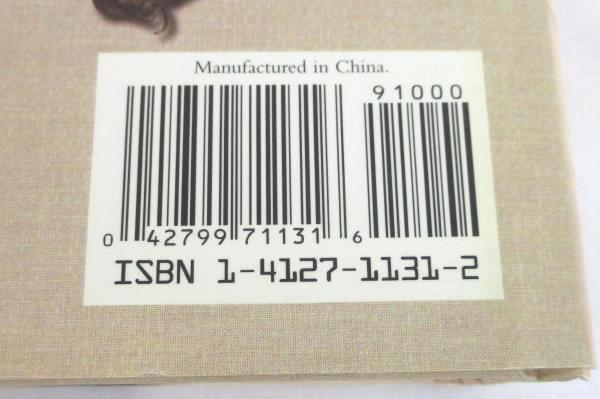 Manufactured in China.
91000
0 42799 71131 6
ISBN 1-4127-1131-2